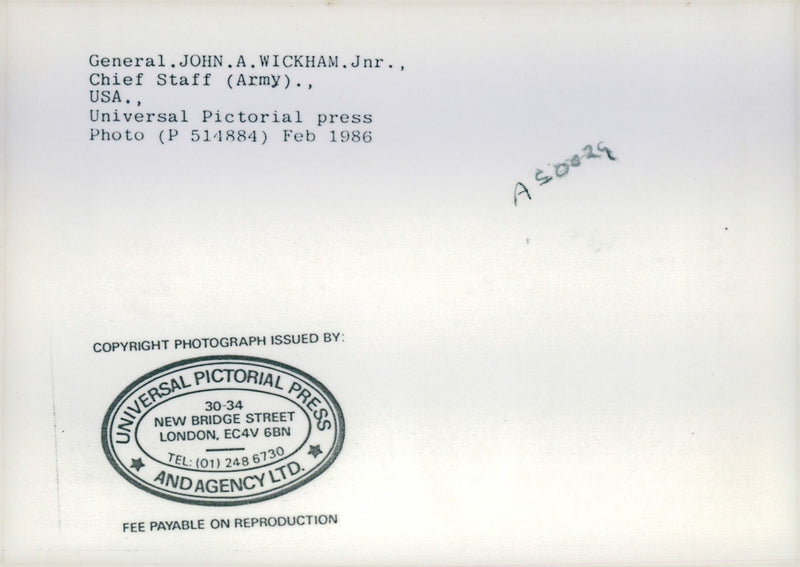 General.JOHN.A.WICKHAM.Jnr.,
Chief Staff (Army).,
USA.,
Universal Pictorial press
Photo (P 514884) Feb 1986
A50029
COPYRIGHT PHOTOGRAPH ISSUED BY:
UNIVERSAL PICTORIAL PRESS
30-34
NEW BRIDGE STREET
LONDON, EC4V 6BN
TEL: (01) 248 6730
AND AGENCY LTD.
FEE PAYABLE ON REPRODUCTION